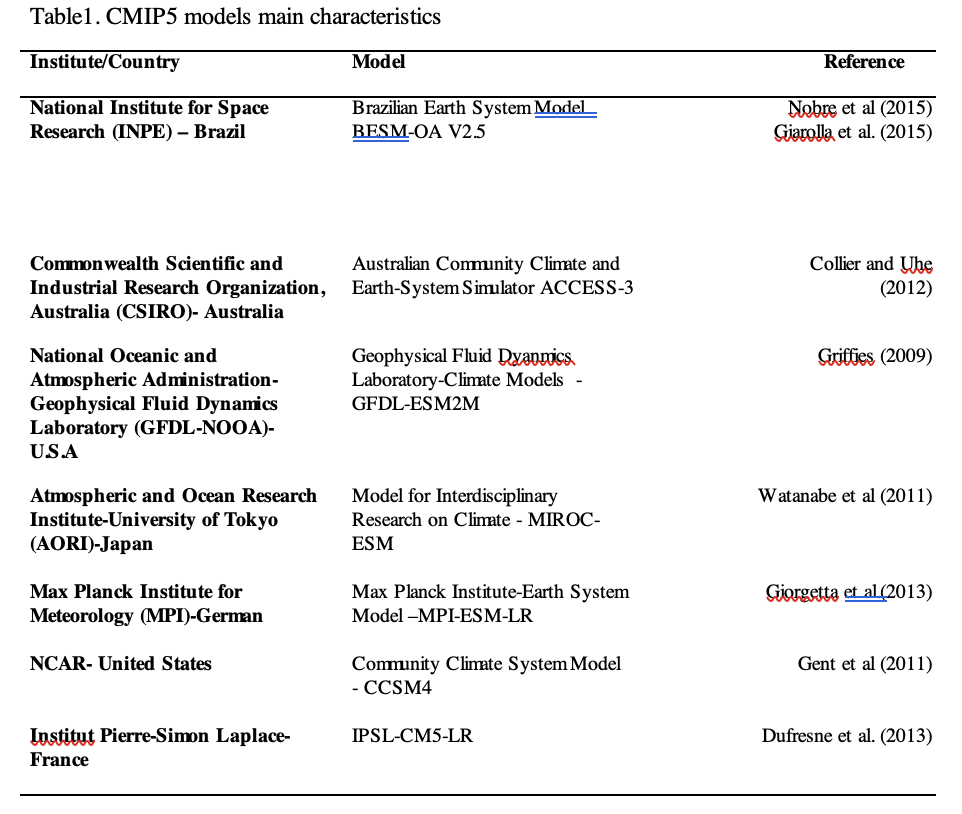 Table1. CMIP5 models main characteristics
Institute/Country Model Reference
National Institute for Space Brazilian Earth System Model Nobre et al (2015)
Research (INPE) – Brazil BESM-OA V2.5 Giarolla et al. (2015)
Commonwealth Scientific and Australian Community Climate and Collier and Uhe
Industrial Research Organization, Earth-System Simulator ACCESS-3 (2012)
Australia (CSIRO)- Australia
National Oceanic and Geophysical Fluid Dyanmics Griffies (2009)
Atmospheric Administration- Laboratory-Climate Models -
Geophysical Fluid Dynamics GFDL-ESM2M
Laboratory (GFDL-NOOA)-
U.S.A
Atmospheric and Ocean Research Model for Interdisciplinary Watanabe et al (2011)
Institute-University of Tokyo Research on Climate - MIROC-
(AORI)-Japan ESM
Max Planck Institute for Max Planck Institute-Earth System Giorgetta et al (2013)
Meteorology (MPI)-German Model –MPI-ESM-LR
NCAR- United States Community Climate System Model Gent et al (2011)
- CCSM4
Institut Pierre-Simon Laplace- IPSL-CM5-LR Dufresne et al. (2013)
France